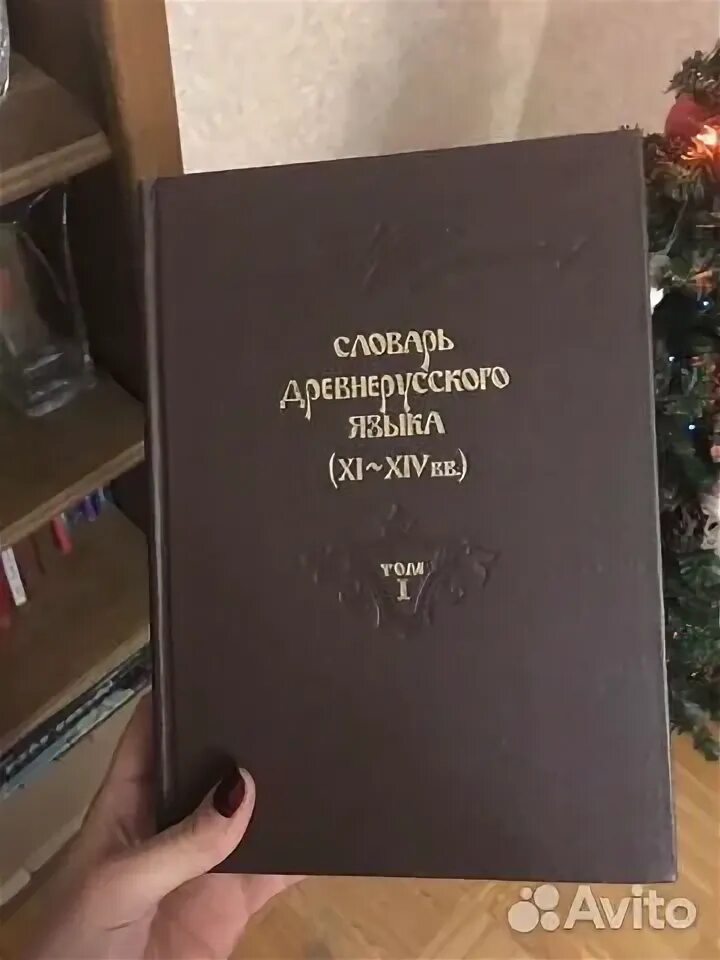 СЛОВАРЬ
ДРЕВНЕРУССКОГО
ЯЗЫКА
(XI~XIV ВВ.)
ТОМ
I
Avito